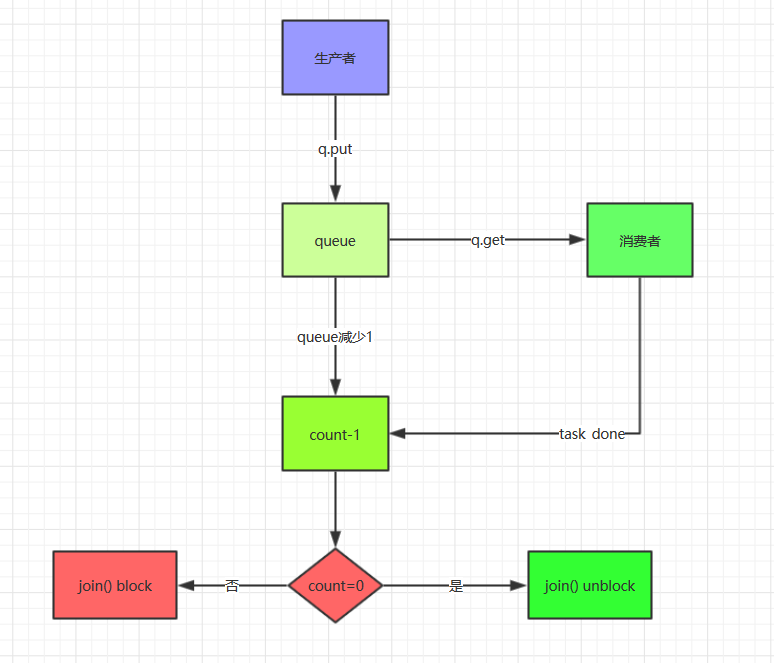 生产者
q.put
queue
q.get
消费者
queue减少1
count-1
task done
join() block
否
count=0
是
join() unblock